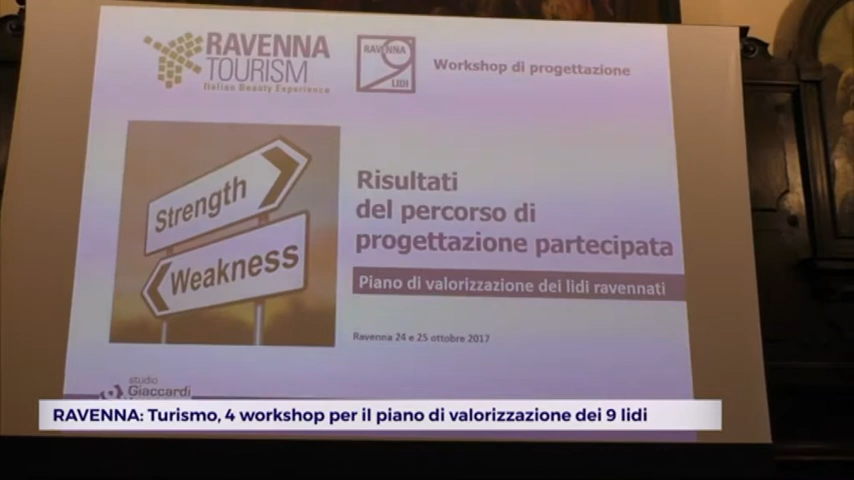 RAVENNA
TOURISM
Italian Beauty Experience
RAVENNA
9
LIDI
Workshop di progettazione
Strength
Weakness
Risultati
del percorso di
progettazione partecipata
Piano di valorizzazione dei lidi ravennati
Ravenna 24 e 25 ottobre 2017
studio
Giaccardi
RAVENNA: Turismo, 4 workshop per il piano di valorizzazione dei 9 lidi